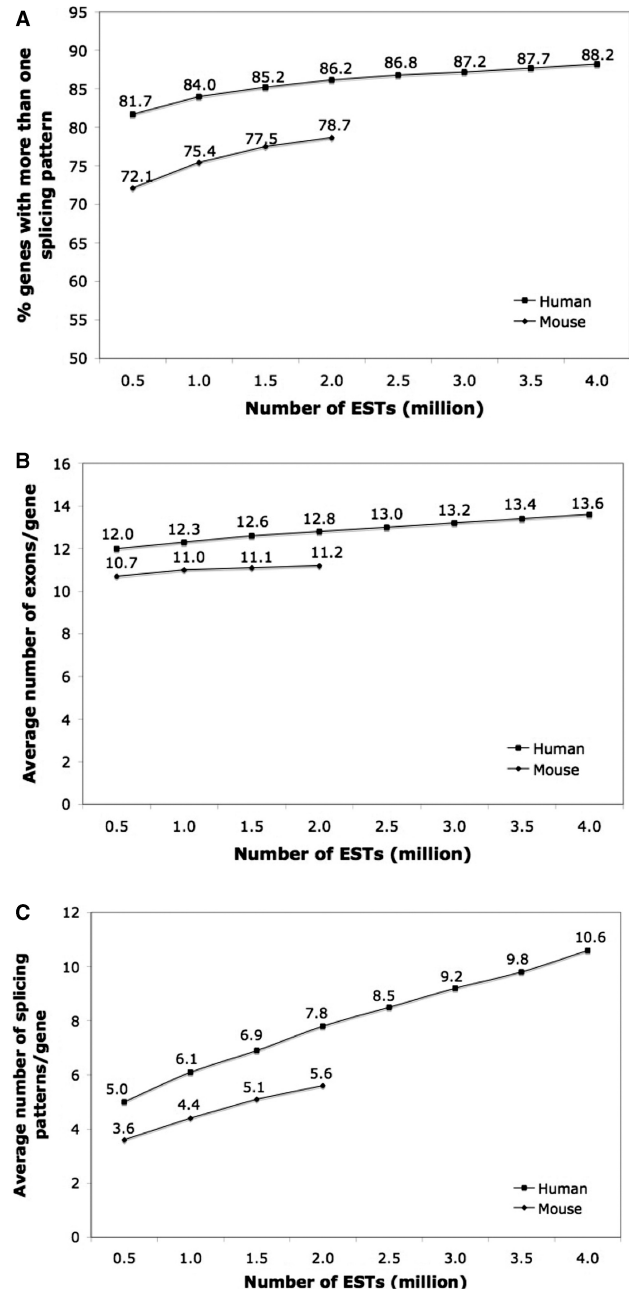 A
% genes with more than one
splicing pattern
95
90
85
80
75
70
65
60
55
50
81.7 84.0 85.2 86.2 86.8 87.2 87.7 88.2
72.1 75.4 77.5 78.7
Human
Mouse
0.5 1.0 1.5 2.0 2.5 3.0 3.5 4.0
Number of ESTs (million)
B
Average number of exons/gene
16
14
12
10
8
6
4
2
0
12.0 12.3 12.6 12.8 13.0 13.2 13.4 13.6
10.7 11.0 11.1 11.2
Human
Mouse
0.5 1.0 1.5 2.0 2.5 3.0 3.5 4.0
Number of ESTs (million)
C
Average number of splicing
patterns/gene
12
10
8
6
4
2
0
5.0 6.1 6.9 7.8 8.5 9.2 9.8 10.6
3.6 4.4 5.1 5.6
Human
Mouse
0.5 1.0 1.5 2.0 2.5 3.0 3.5 4.0
Number of ESTs (million)